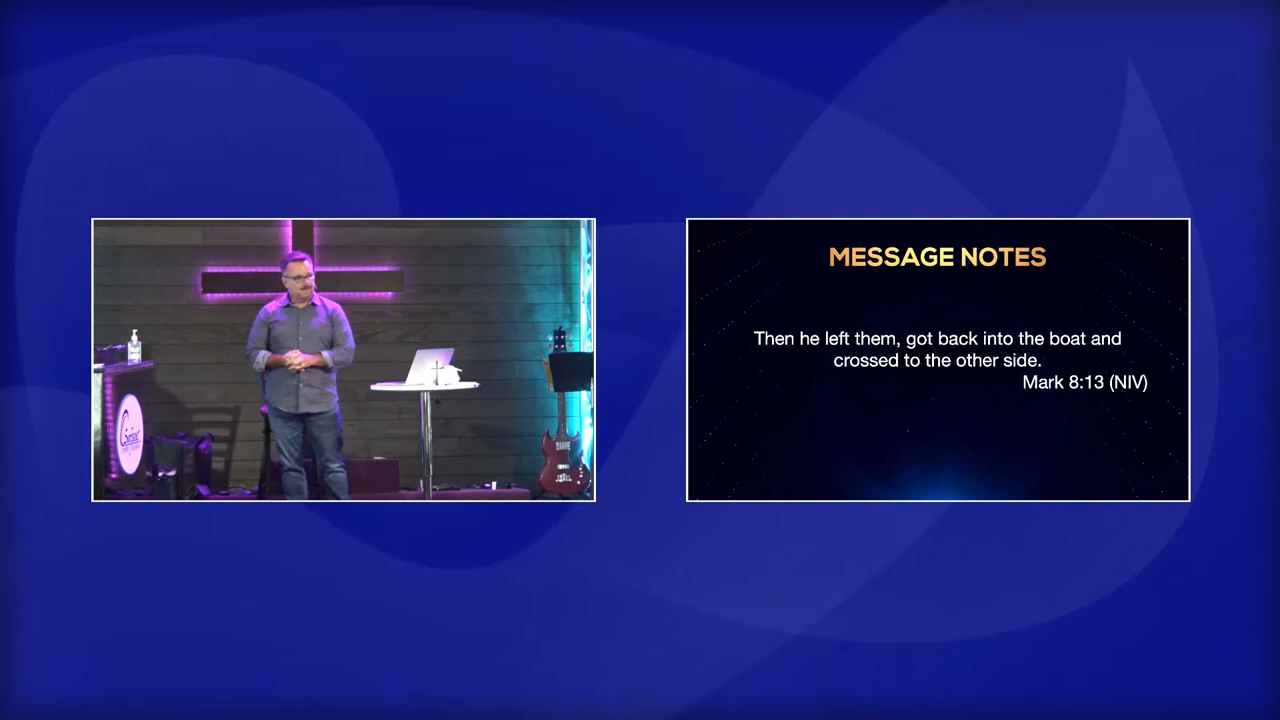 MESSAGE NOTES
Then he left them, got back into the boat and
crossed to the other side.
Mark 8:13 (NIV)